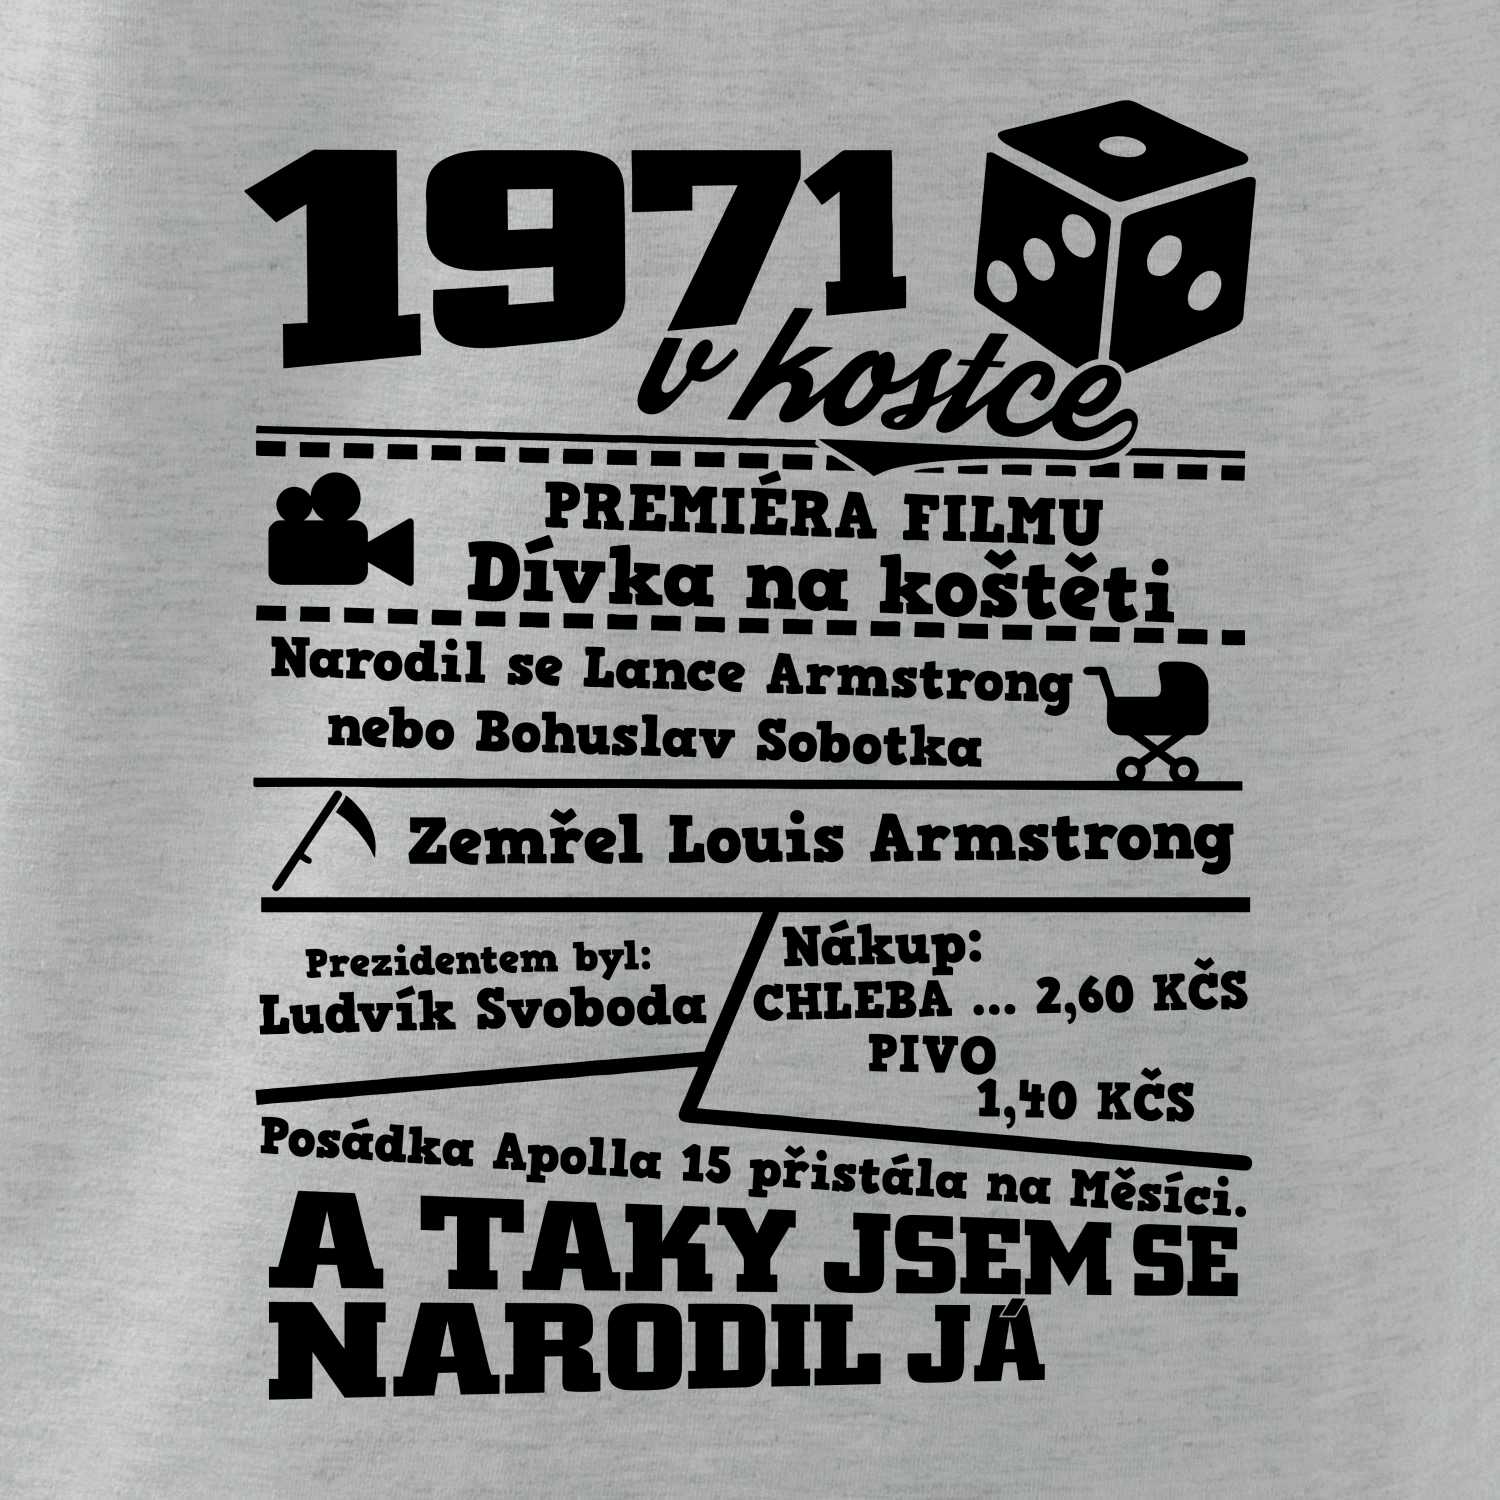 1971
v kostce
PREMIÉRA FILMU
Dívka na koštěti
Narodil se Lance Armstrong
nebo Bohuslav Sobotka
Zemřel Louis Armstrong
Prezidentem byl:
Ludvík Svoboda
Nákup:
CHLEBA ... 2,60 KČS
PIVO
1,40 KČS
Posádka Apolla 15 přistála na Měsíci.
A TAKY JSEM SE
NARODIL JÁ